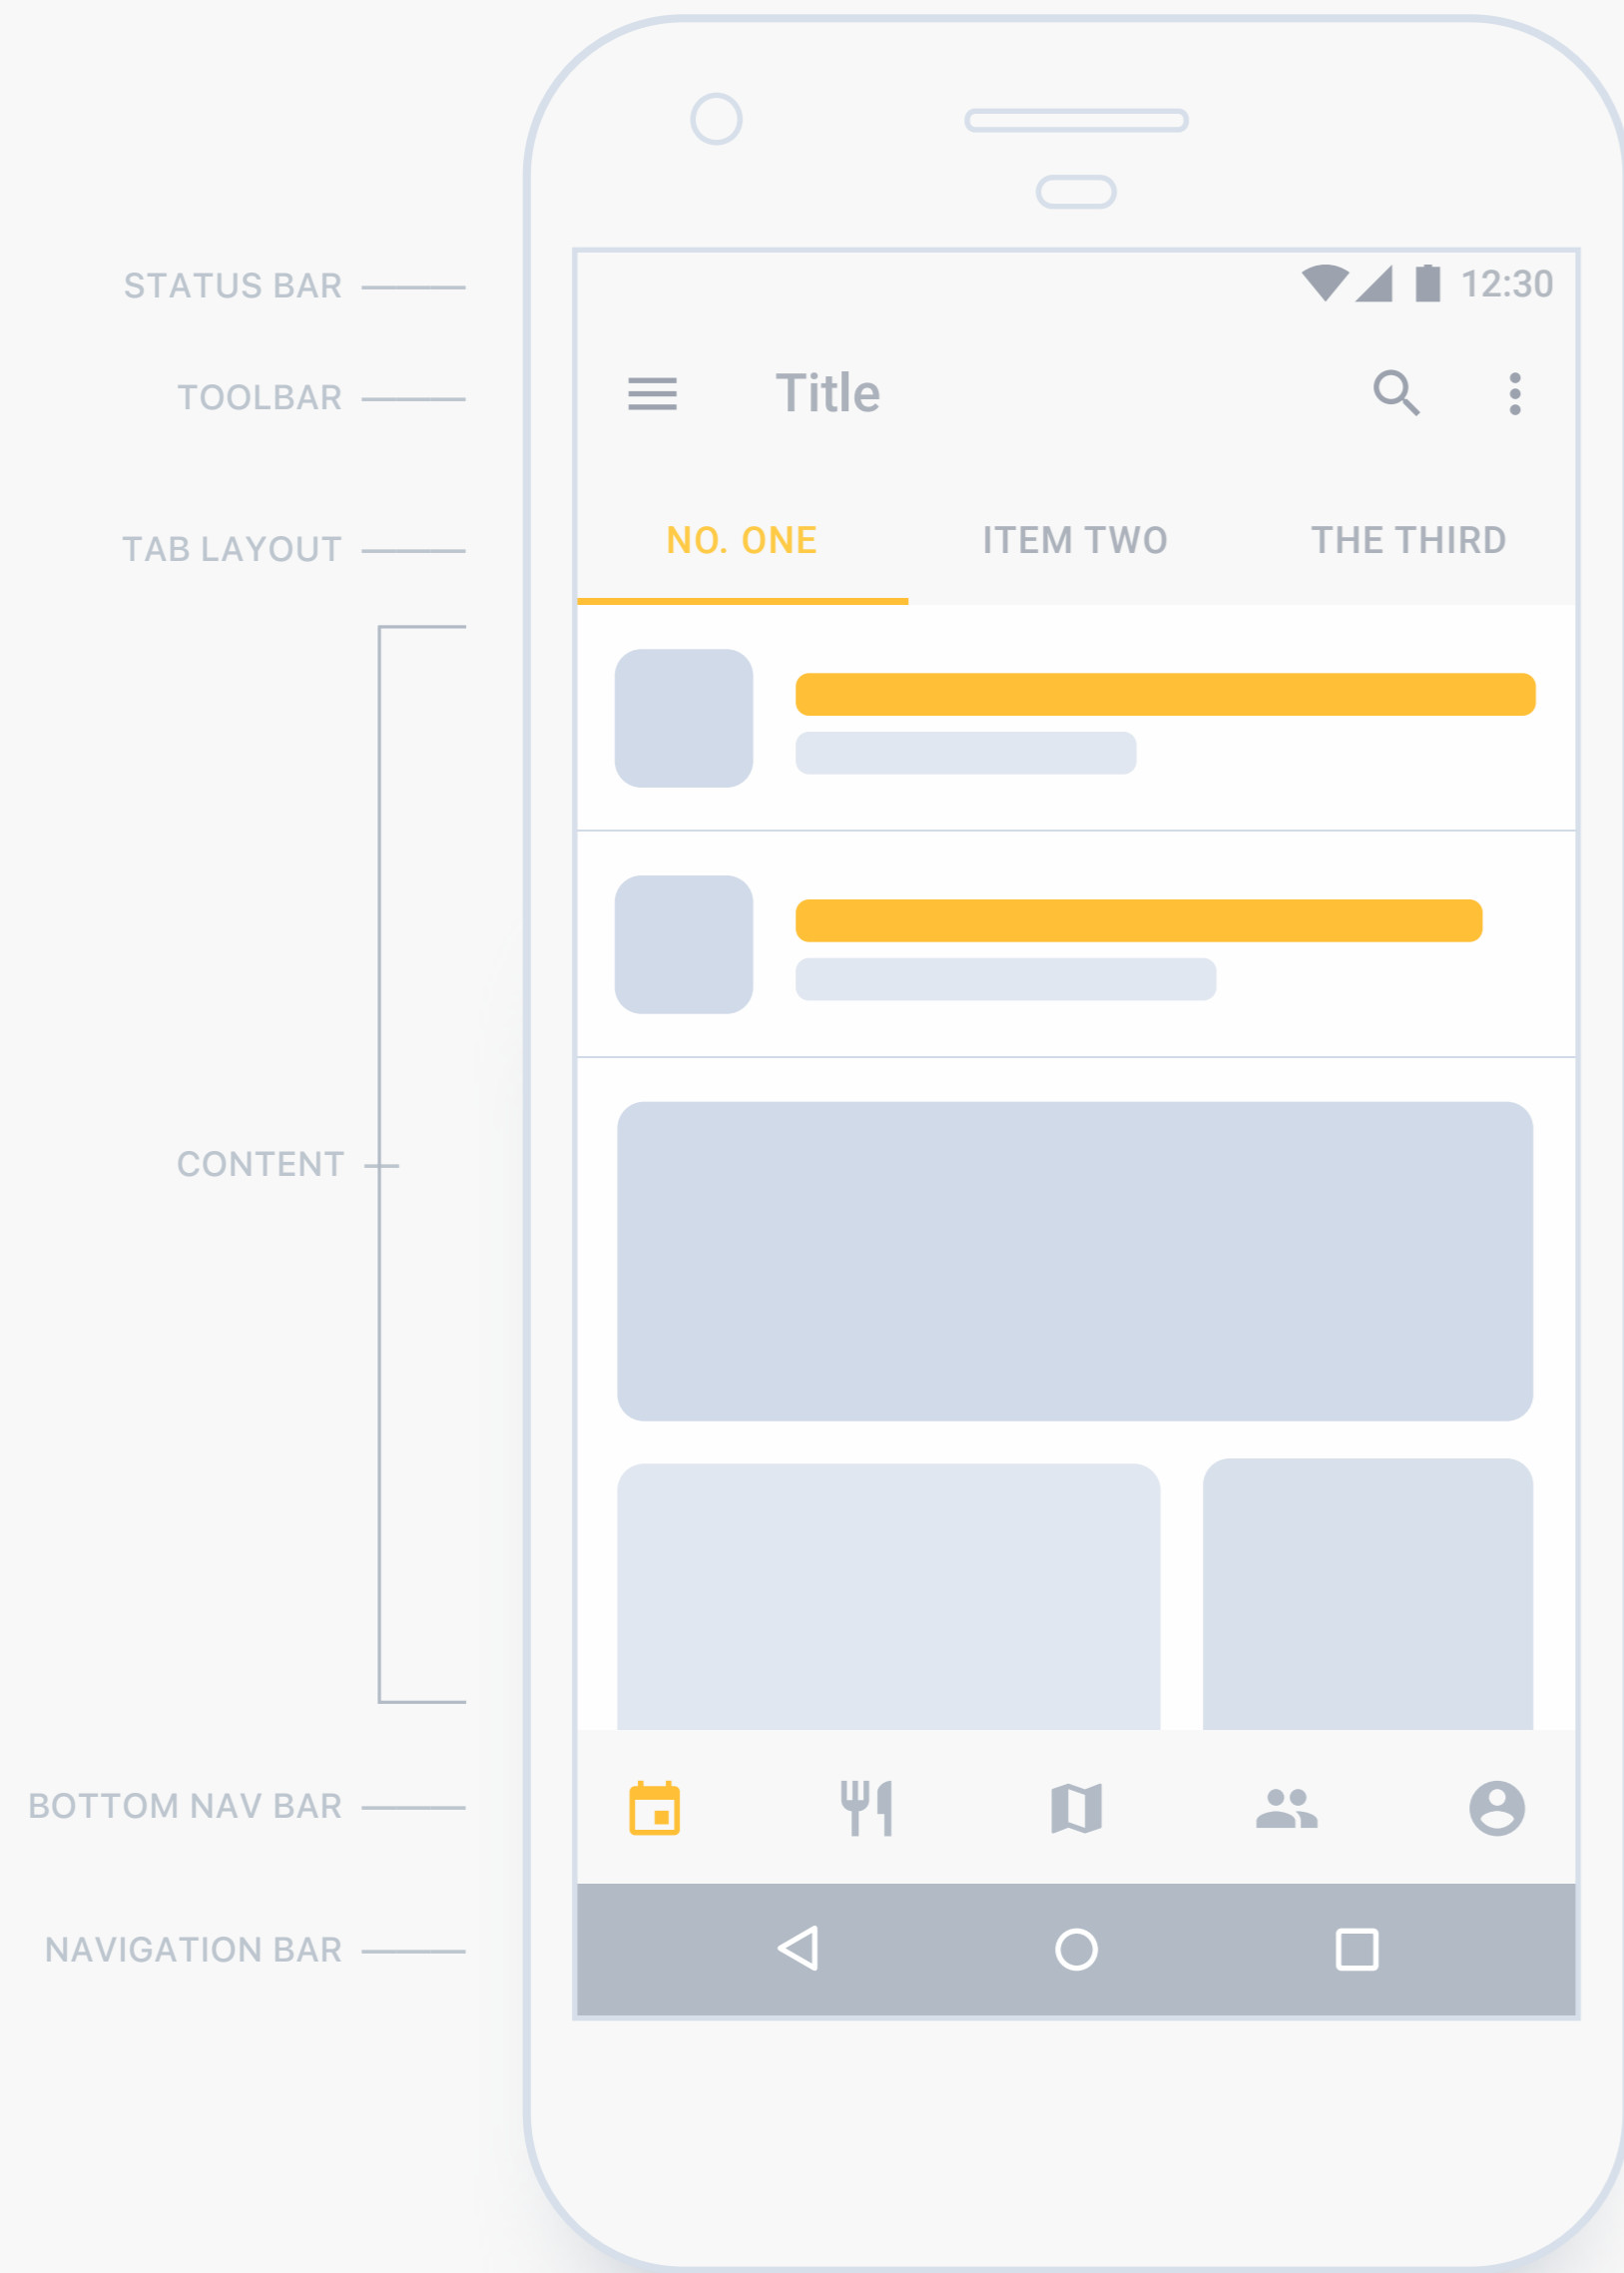 STATUS BAR
12:30
TOOLBAR
Title
TAB LAYOUT
NO. ONE
ITEM TWO
THE THIRD
CONTENT
BOTTOM NAV BAR
NAVIGATION BAR